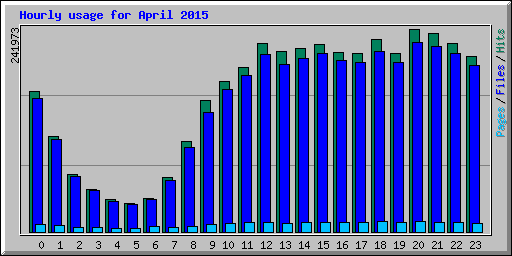 Hourly usage for April 2015
241973
Pages / Files / Hits
0 1 2 3 4 5 6 7 8 9 10 11 12 13 14 15 16 17 18 19 20 21 22 23